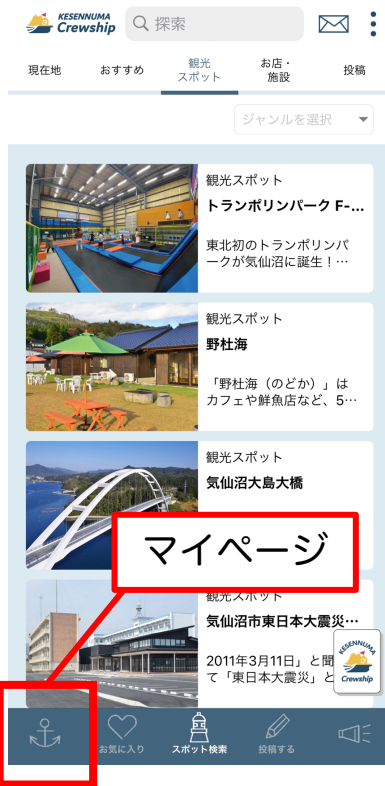 KESENNUMA
Crewship
探索
現在地
おすすめ
観光
スポット
お店・
施設
投稿
ジャンルを選択
観光スポット
トランポリンパーク F-...
東北初のトランポリンパ
ークが気仙沼に誕生！…
観光スポット
野杜海
「野杜海（のどか）」は
カフェや鮮魚店など、5…
観光スポット
気仙沼大島大橋
マイページ
観光スポット
気仙沼市東日本大震災…
2011年3月11日」と聞
て「東日本大震災」と
KESENNUMA
Crewship
お気に入り
スポット検索
投稿する